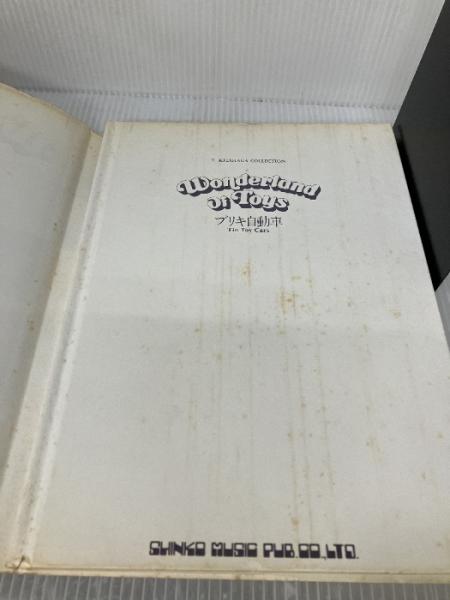 T. KITAHARA COLLECTION
Wonderland
of Toys
ブリキ自動車
Tin Toy Cars
SHINKO MUSIC PUB. CO., LTD.